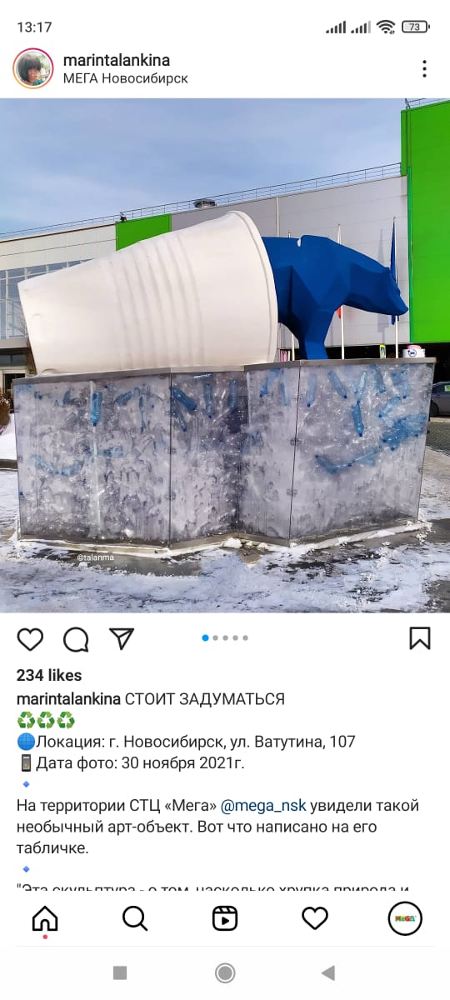 13:17
73
marintalankina
МЕГА Новосибирск
@talanma
234 likes
marintalankina СТОИТ ЗАДУМАТЬСЯ
Локация: г. Новосибирск, ул. Ватутина, 107
Дата фото: 30 ноября 2021г.
На территории СТЦ «Мега» @mega_nsk увидели такой
необычный арт-объект. Вот что написано на его
табличке.
"Эта скульптура - о том, насколько хрупка природа и
МЕГА